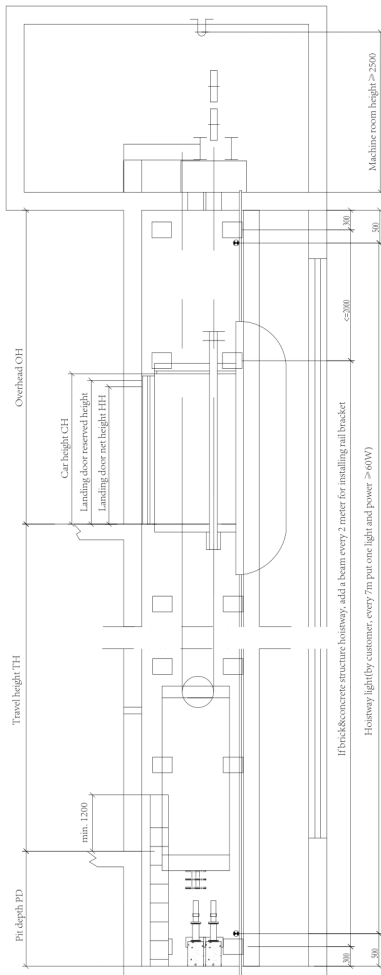 Machine room height ≥2500
300
500
Overhead OH
<=2000
Car height CH
Landing door reserved height
Landing door net height HH
If brick&concrete structure hoistway, add a beam every 2 meter for installing rail bracket
Hoistway light(by customer, every 7m put one light and power ≥60W)
Travel height TH
min. 1200
Pit depth PD
300
500